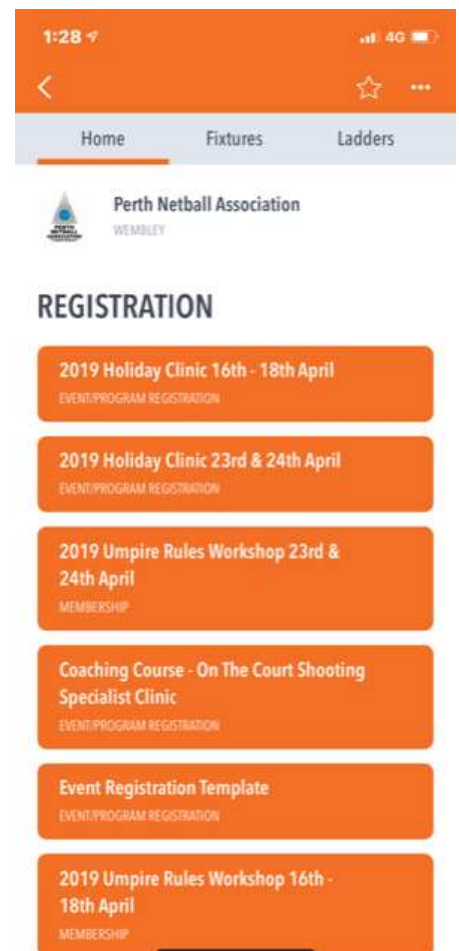 1:28
4G
Home Fixtures Ladders
PERTH
NETBALL
ASSOCIATION
Perth Netball Association
WEMBLEY
REGISTRATION
2019 Holiday Clinic 16th - 18th April
EVENT/PROGRAM REGISTRATION
2019 Holiday Clinic 23rd & 24th April
EVENT/PROGRAM REGISTRATION
2019 Umpire Rules Workshop 23rd &
24th April
MEMBERSHIP
Coaching Course - On The Court Shooting
Specialist Clinic
EVENT/PROGRAM REGISTRATION
Event Registration Template
EVENT/PROGRAM REGISTRATION
2019 Umpire Rules Workshop 16th -
18th April
MEMBERSHIP